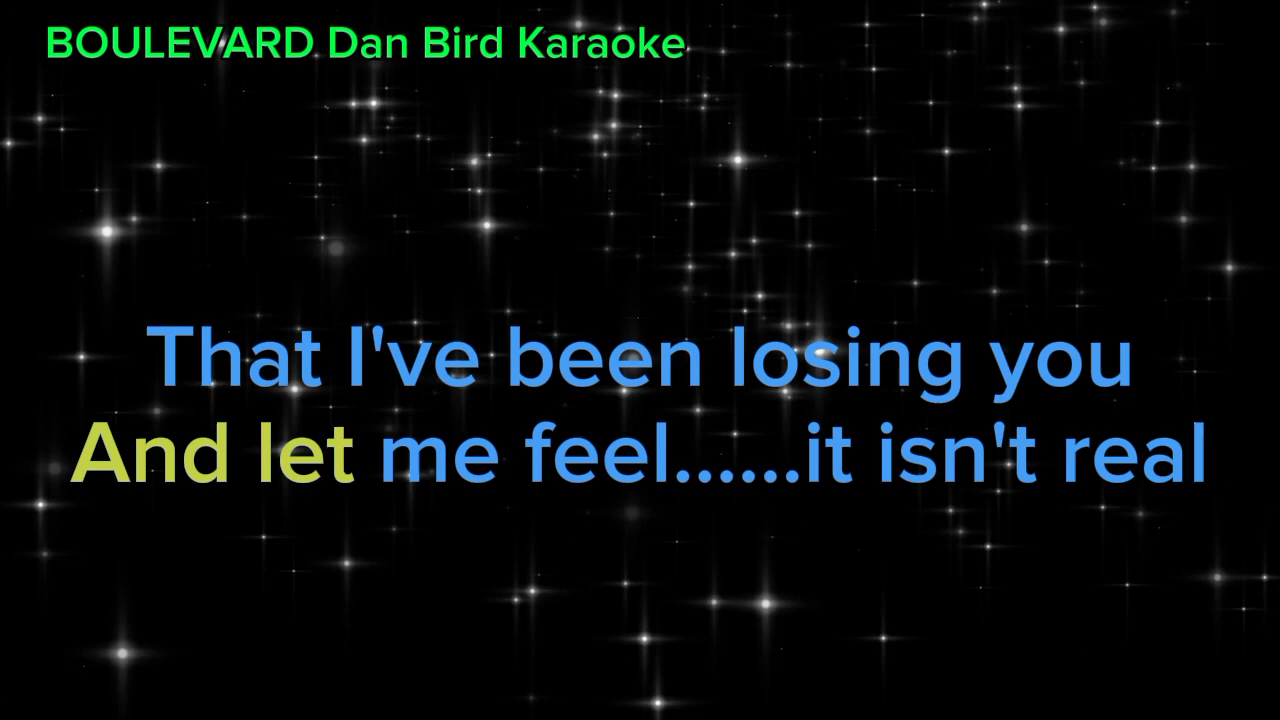 BOULEVARD Dan Bird Karaoke
That I've been losing you
And let me feel......it isn't real